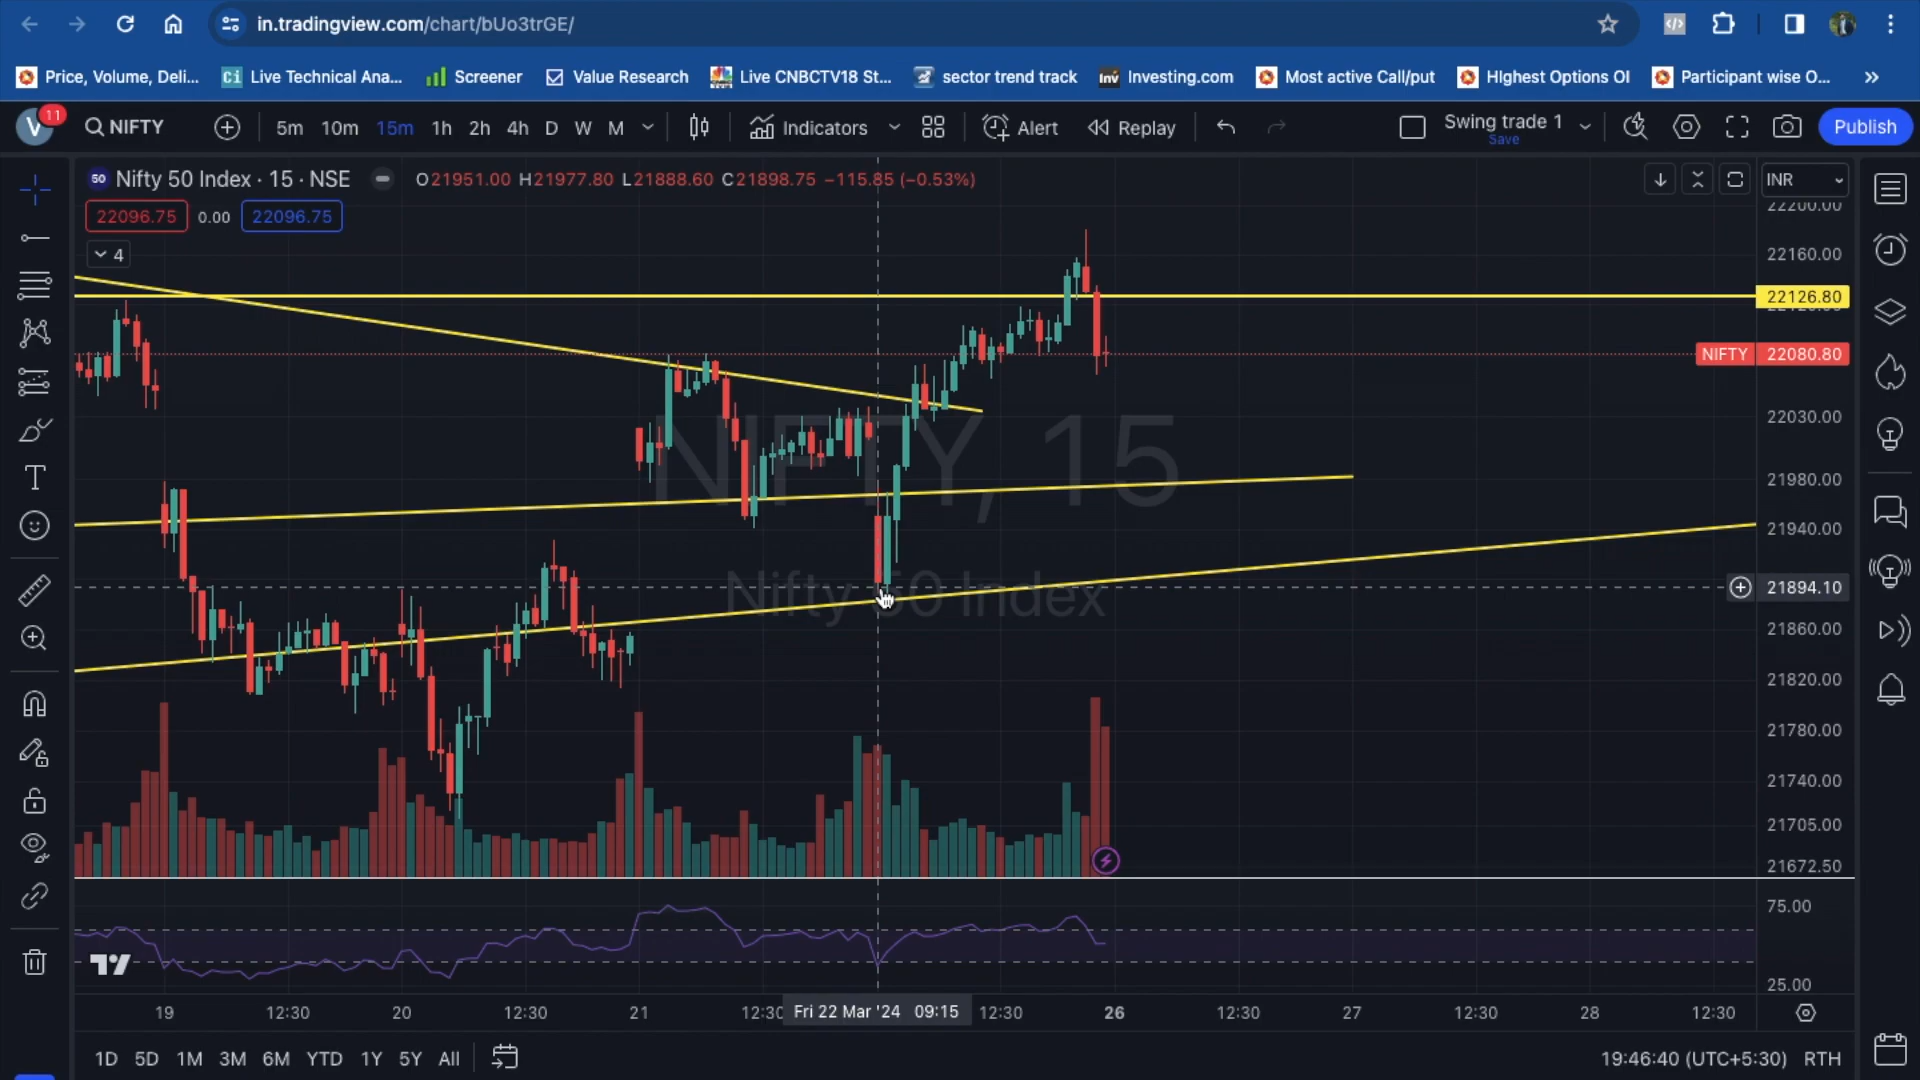 in.tradingview.com/chart/bUo3trGE/
Price, Volume, Deli... Ci Live Technical Ana... Screener Value Research Live CNBCTV18 St... sector trend track Inv Investing.com Most active Call/put HIghest Options OI Participant wise O... »
V 11 NIFTY 5m 10m 15m 1h 2h 4h D W M Indicators Alert Replay Swing trade 1 Save Publish
50 Nifty 50 Index · 15 · NSE O21951.00 H21977.80 L21888.60 C21898.75 −115.85 (−0.53%) INR
22096.75 0.00 22096.75
4
22200.00
22160.00
22126.80
NIFTY 22080.80
22030.00
21980.00
21940.00
21894.10
21860.00
21820.00
21780.00
21740.00
21705.00
21672.50
75.00
25.00
NIFTY, 15
Nifty 50 Index
19 12:30 20 12:30 21 12:30 Fri 22 Mar '24 09:15 12:30 26 12:30 27 12:30 28 12:30
1D 5D 1M 3M 6M YTD 1Y 5Y All 19:46:40 (UTC+5:30) RTH